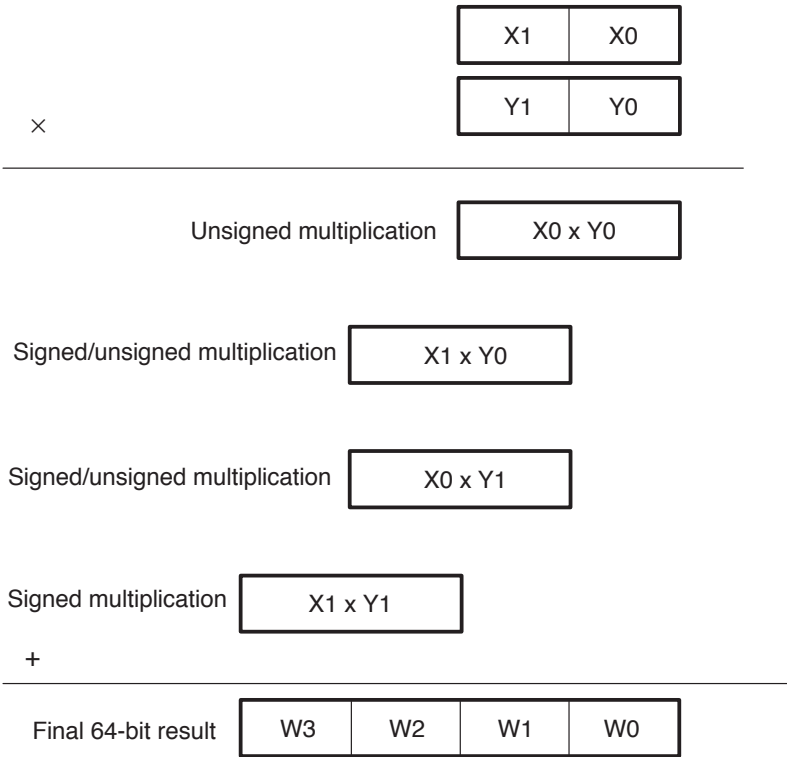 X1 X0
Y1 Y0
×
Unsigned multiplication X0 x Y0
Signed/unsigned multiplication X1 x Y0
Signed/unsigned multiplication X0 x Y1
Signed multiplication X1 x Y1
+
Final 64-bit result W3 W2 W1 W0